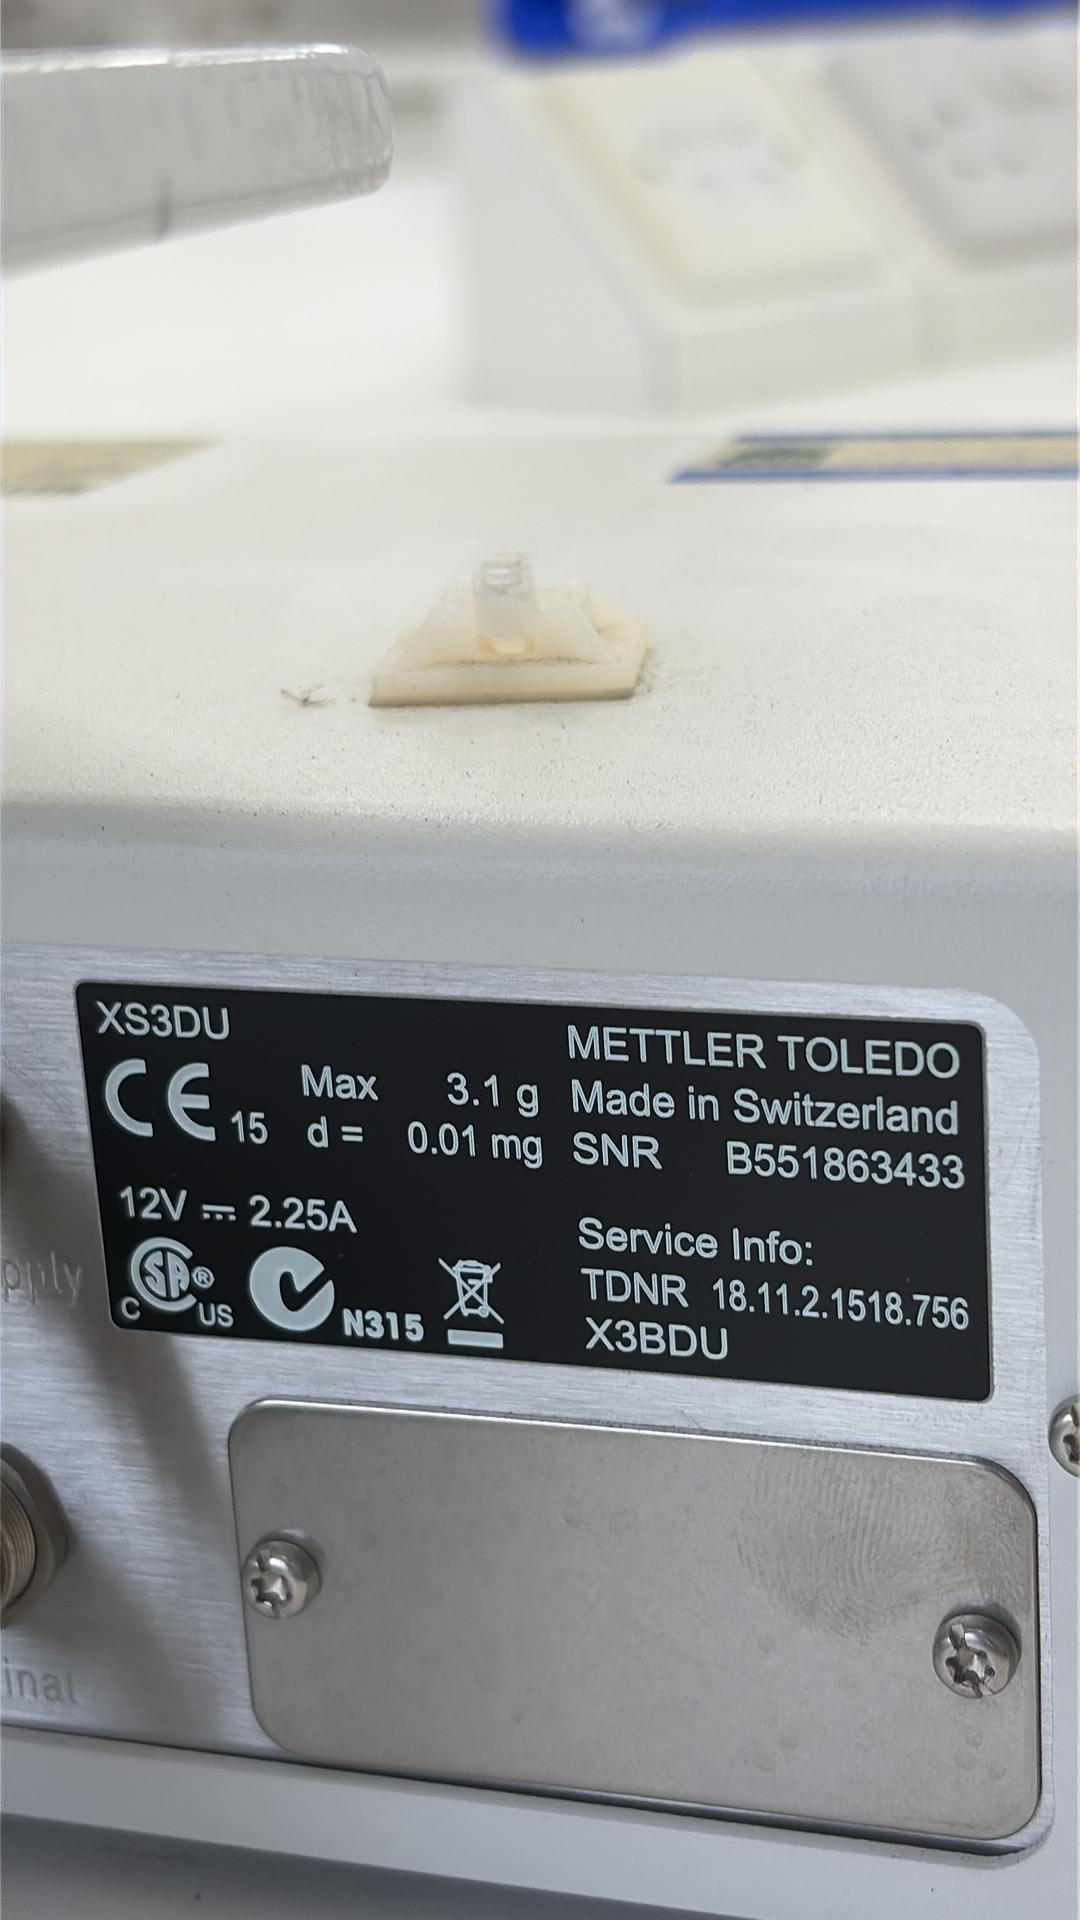 XS3DU
METTLER TOLEDO
CE 15
Max 3.1 g
Made in Switzerland
d = 0.01 mg
SNR B551863433
12V ⎓ 2.25A
Service Info:
TDNR 18.11.2.1518.756
X3BDU
C SA ® US
N315
pply
inal